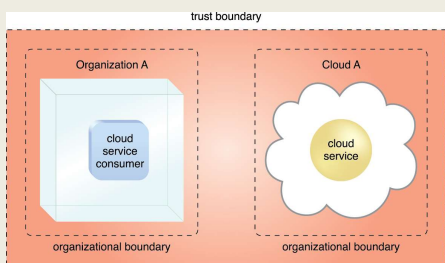 trust boundary
Organization A
Cloud A
cloud
service
consumer
cloud
service
organizational boundary
organizational boundary